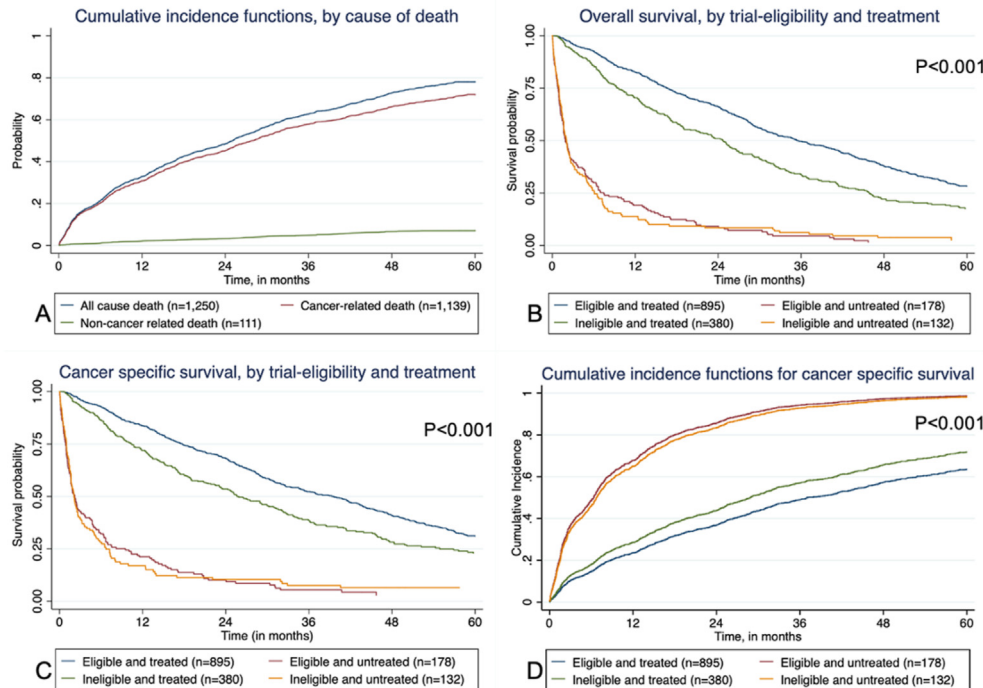 Cumulative incidence functions, by cause of death
Probability
1
.8
.6
.4
.2
0
0 12 24 36 48 60
Time, in months
All cause death (n=1,250) Cancer-related death (n=1,139)
Non-cancer related death (n=111)
A
Overall survival, by trial-eligibility and treatment
P<0.001
Survival probability
1.00
0.75
0.50
0.25
0.00
0 12 24 36 48 60
Time, in months
Eligible and treated (n=895) Eligible and untreated (n=178)
Ineligible and treated (n=380) Ineligible and untreated (n=132)
B
Cancer specific survival, by trial-eligibility and treatment
P<0.001
Survival probability
1.00
0.75
0.50
0.25
0.00
0 12 24 36 48 60
Time (in months)
Eligible and treated (n=895) Eligible and untreated (n=178)
Ineligible and treated (n=380) Ineligible and untreated (n=132)
C
Cumulative incidence functions for cancer specific survival
P<0.001
Cumulative Incidence
1
.8
.6
.4
.2
0
0 12 24 36 48 60
Time, in months
Eligible and treated (n=895) Eligible and untreated (n=178)
Ineligible and treated (n=380) Ineligible and untreated (n=132)
D